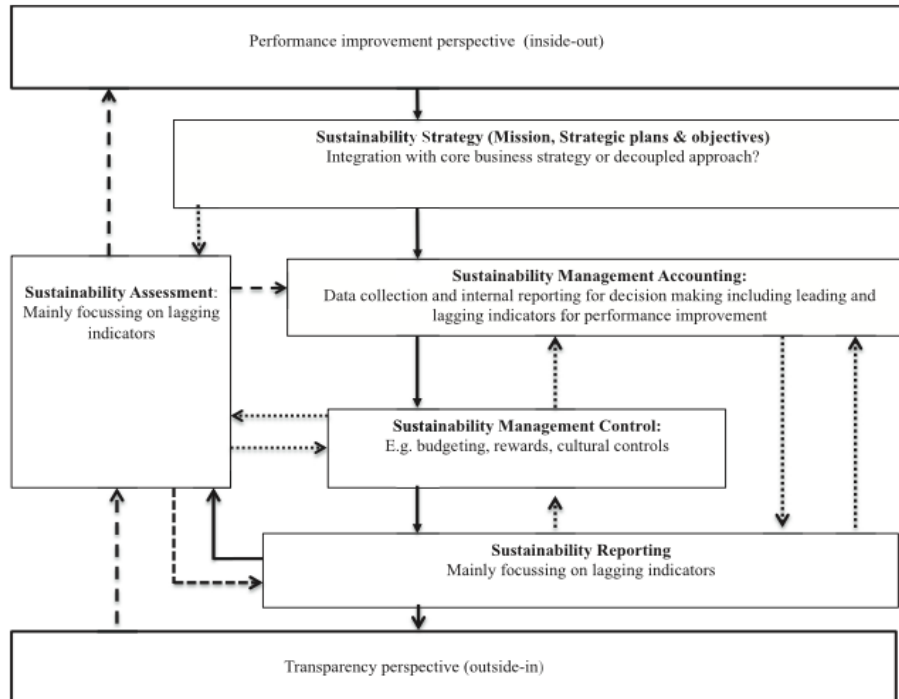 Performance improvement perspective (inside-out)
Sustainability Strategy (Mission, Strategic plans & objectives)
Integration with core business strategy or decoupled approach?
Sustainability Assessment:
Mainly focussing on lagging
indicators
Sustainability Management Accounting:
Data collection and internal reporting for decision making including leading and
lagging indicators for performance improvement
Sustainability Management Control:
E.g. budgeting, rewards, cultural controls
Sustainability Reporting
Mainly focussing on lagging indicators
Transparency perspective (outside-in)